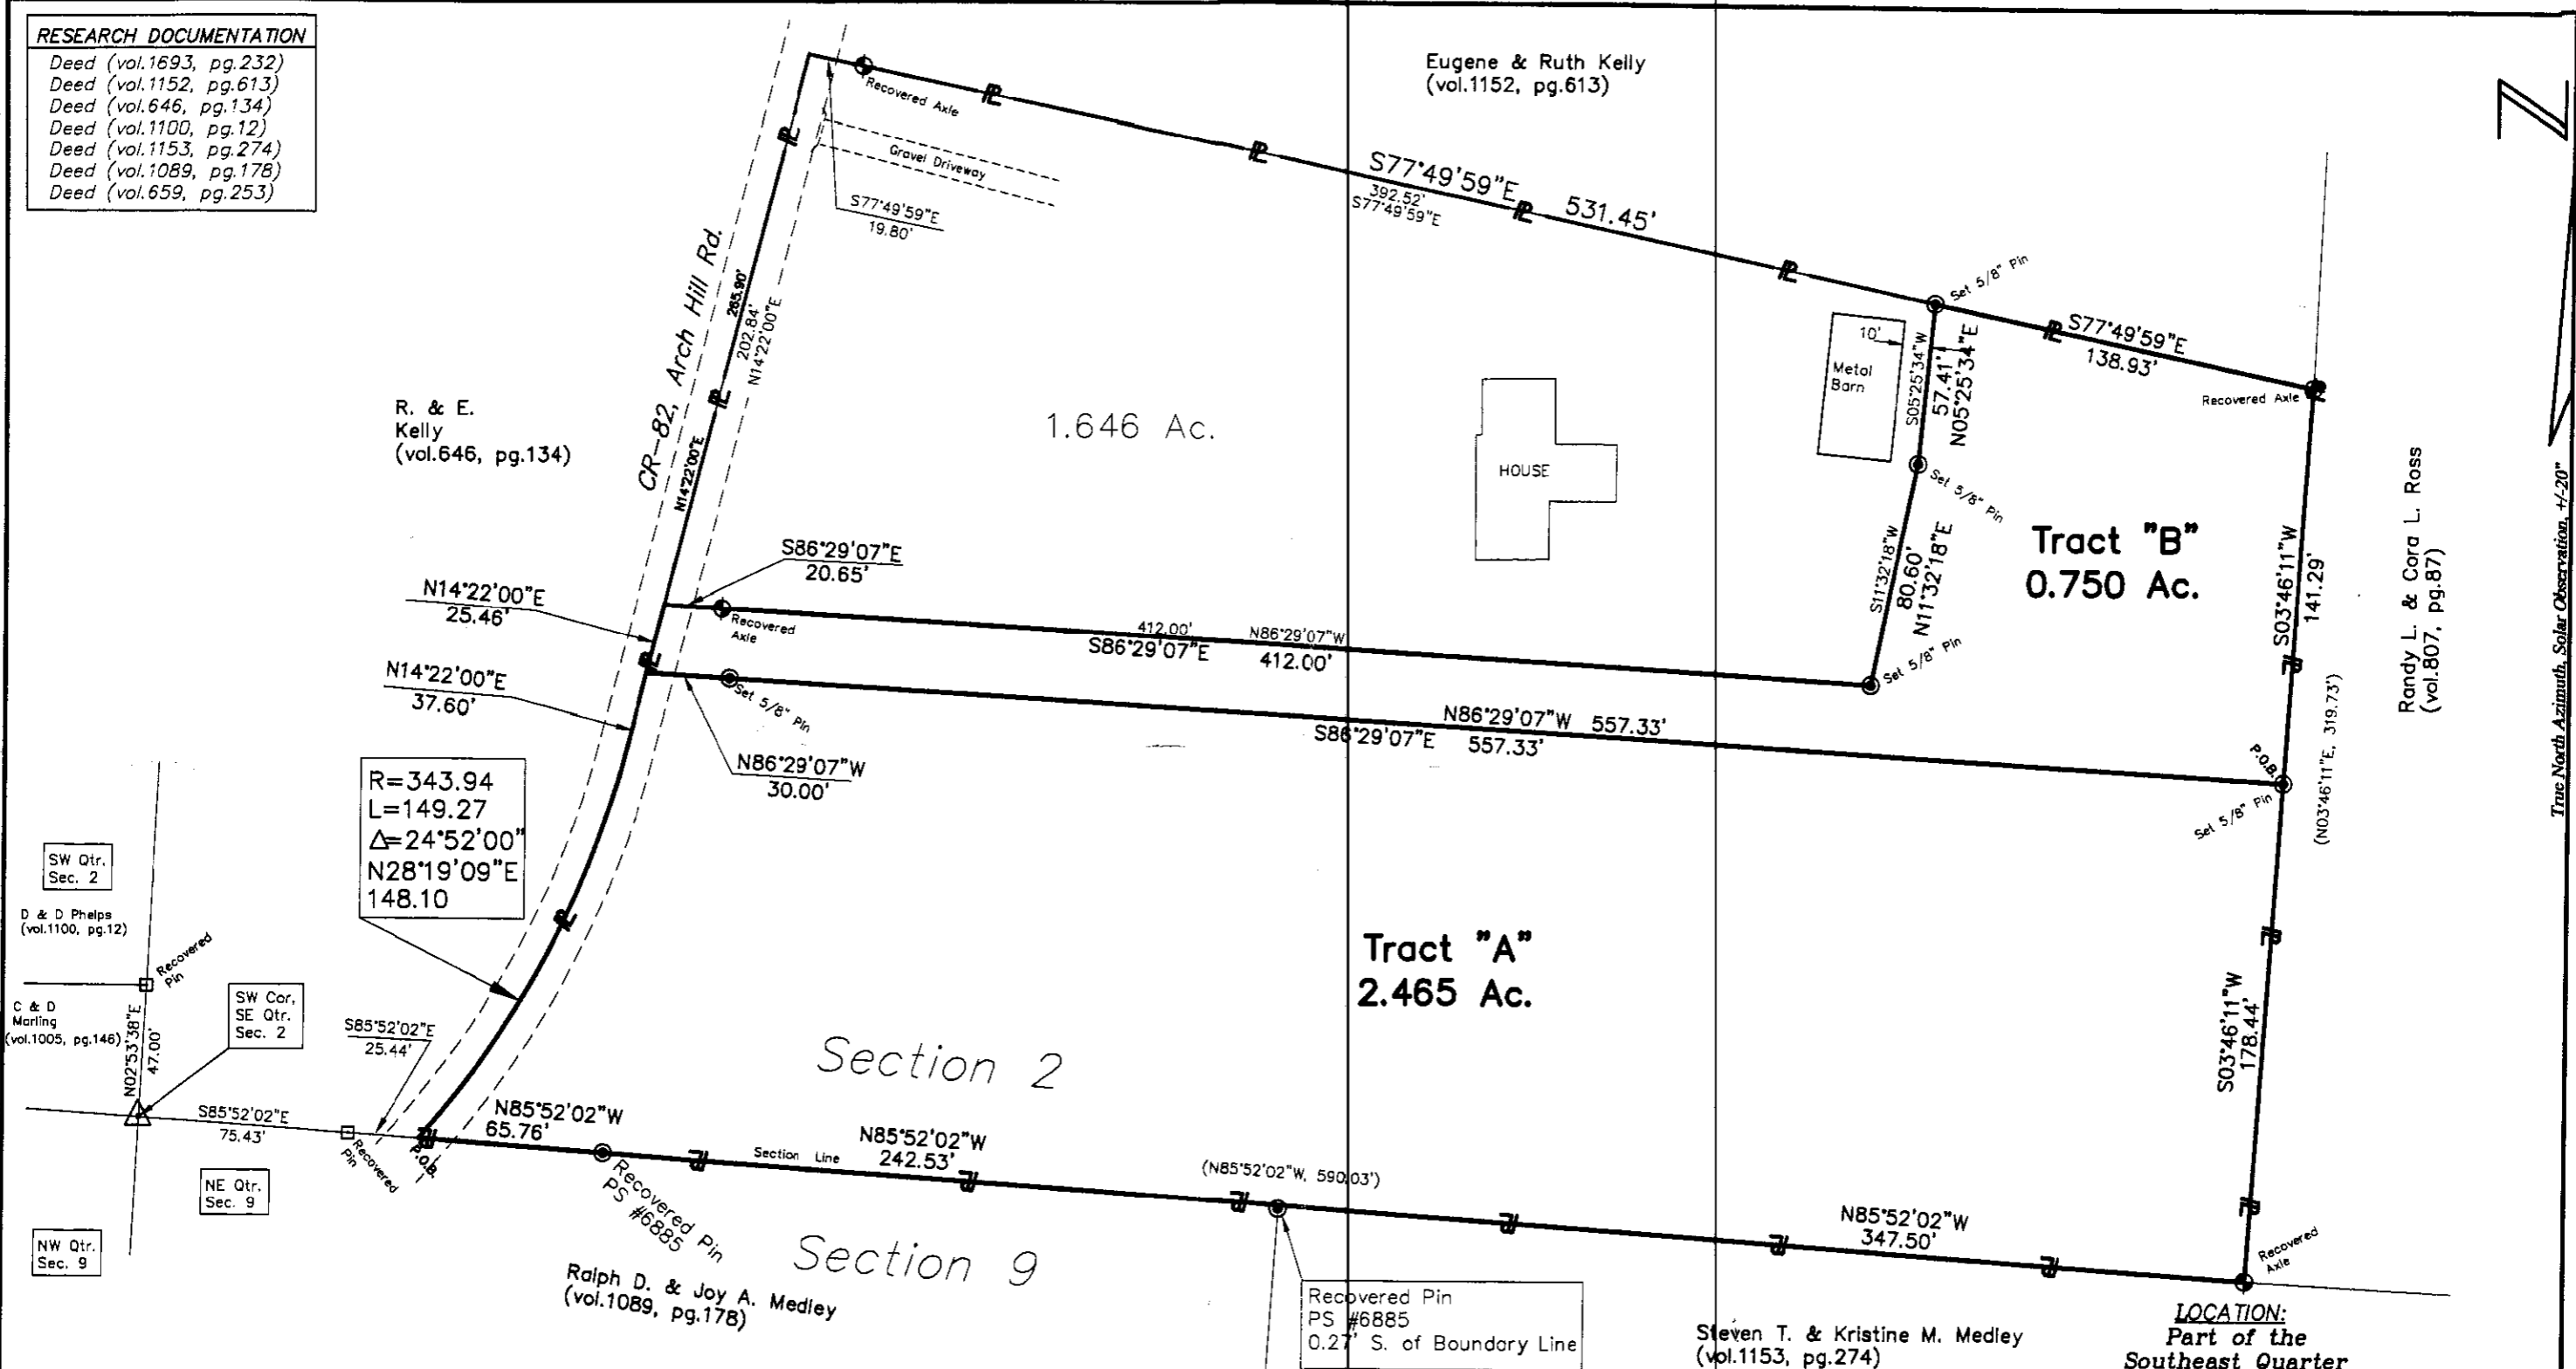 RESEARCH DOCUMENTATION
Deed (vol.1693, pg.232)
Deed (vol.1152, pg.613)
Deed (vol.646, pg.134)
Deed (vol.1100, pg.12)
Deed (vol.1153, pg.274)
Deed (vol.1089, pg.178)
Deed (vol.659, pg.253)
Eugene & Ruth Kelly
(vol.1152, pg.613)
Recovered Axle
Gravel Driveway
S77°49'59"E
19.80'
S77°49'59"E
531.45'
392.52'
S77°49'59"E
Set 5/8" Pin
S77°49'59"E
138.93'
Recovered Axle
CR-82, Arch Hill Rd.
265.90'
N14°22'00"E
202.84'
N14°22'00"E
R. & E.
Kelly
(vol.646, pg.134)
1.646 Ac.
HOUSE
10'
Metal
Barn
S05°25'34"W
57.41'
N05°25'34"E
Set 5/8" Pin
S11°32'18"W
80.60'
N11°32'18"E
Set 5/8" Pin
Tract "B"
0.750 Ac.
S03°46'11"W
141.29'
Randy L. & Cora L. Ross
(vol.807, pg.87)
True North Azimuth, Solar Observation, +/-20"
N14°22'00"E
25.46'
S86°29'07"E
20.65'
Recovered
Axle
412.00'
N86°29'07"W
S86°29'07"E
412.00'
N14°22'00"E
37.60'
Set 5/8" Pin
N86°29'07"W
30.00'
N86°29'07"W 557.33'
S86°29'07"E 557.33'
P.O.B.
Set 5/8" Pin
(N03°46'11"E, 319.73')
R=343.94
L=149.27
Δ=24°52'00"
N28°19'09"E
148.10
SW Qtr.
Sec. 2
D & D Phelps
(vol.1100, pg.12)
Recovered
Pin
C & D
Marling
(vol.1005, pg.146)
N02°53'38"E
47.00'
SW Cor,
SE Qtr.
Sec. 2
S85°52'02"E
25.44'
S85°52'02"E
75.43'
Recovered
Pin
P.O.B.
NE Qtr.
Sec. 9
NW Qtr.
Sec. 9
Tract "A"
2.465 Ac.
Section 2
N85°52'02"W
65.76'
Section Line
N85°52'02"W
242.53'
(N85°52'02"W, 590.03')
Recovered Pin
PS #6885
Section 9
Ralph D. & Joy A. Medley
(vol.1089, pg.178)
Recovered Pin
PS #6885
0.27' S. of Boundary Line
N85°52'02"W
347.50'
S03°46'11"W
178.44'
Recovered
Axle
Steven T. & Kristine M. Medley
(vol.1153, pg.274)
LOCATION:
Part of the
Southeast Quarter